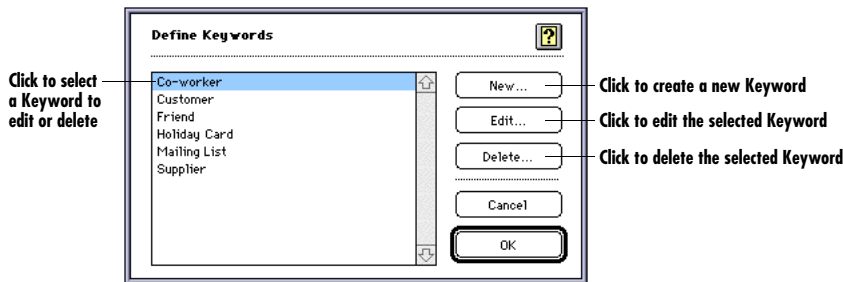 Define Keywords
?
Click to select
a Keyword to
edit or delete
Co-worker
Customer
Friend
Holiday Card
Mailing List
Supplier
New...
Edit...
Delete...
Cancel
OK
Click to create a new Keyword
Click to edit the selected Keyword
Click to delete the selected Keyword